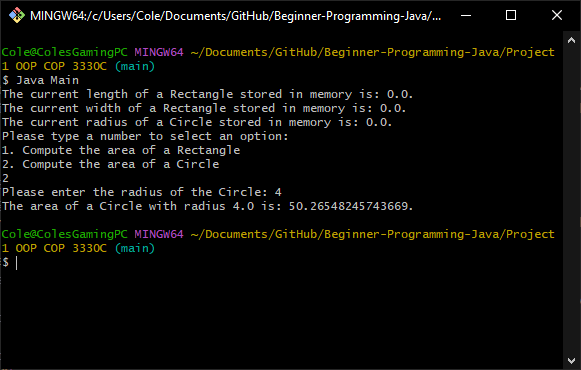 MINGW64:/c/Users/Cole/Documents/GitHub/Beginner-Programming-Java/...
Cole@ColesGamingPC MINGW64 ~/Documents/GitHub/Beginner-Programming-Java/Project
1 OOP COP 3330C (main)
$ Java Main
The current length of a Rectangle stored in memory is: 0.0.
The current width of a Rectangle stored in memory is: 0.0.
The current radius of a Circle stored in memory is: 0.0.
Please type a number to select an option:
1. Compute the area of a Rectangle
2. Compute the area of a Circle
2
Please enter the radius of the Circle: 4
The area of a Circle with radius 4.0 is: 50.26548245743669.
Cole@ColesGamingPC MINGW64 ~/Documents/GitHub/Beginner-Programming-Java/Project
1 OOP COP 3330C (main)
$